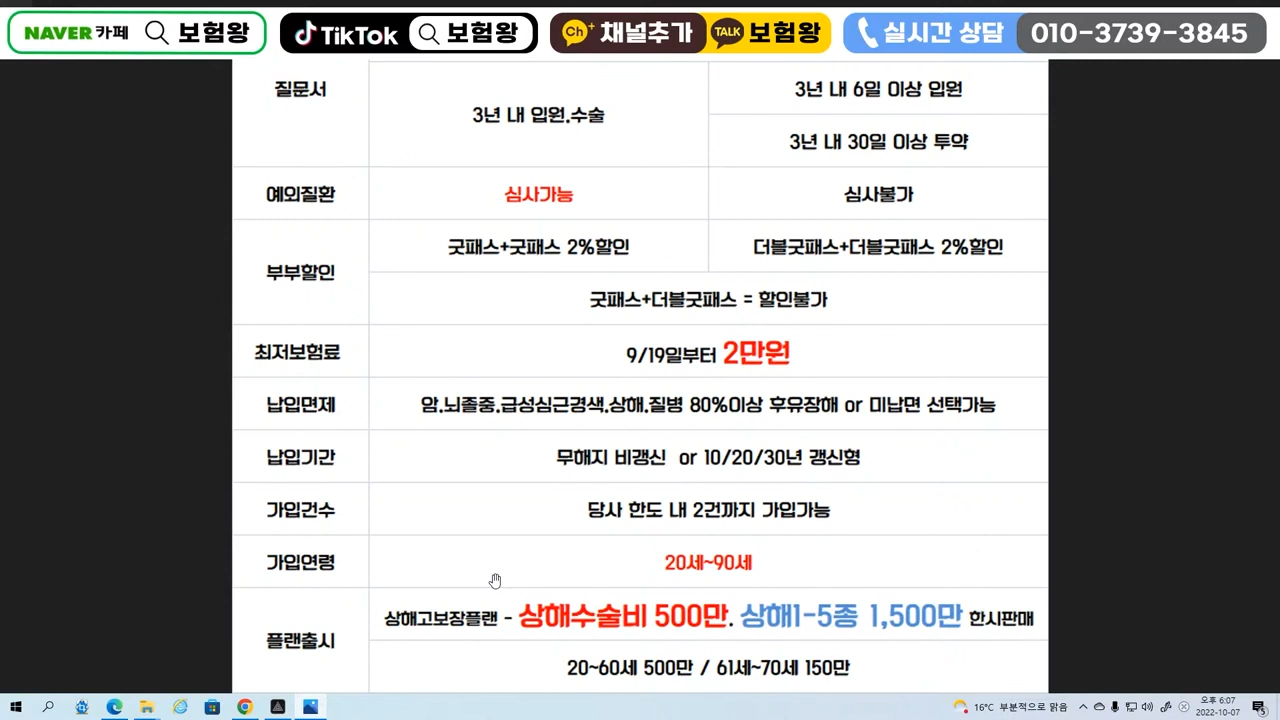 NAVER 카페 보험왕 TikTok 보험왕 Ch+ 채널추가 TALK 보험왕 실시간 상담 010-3739-3845
질문서
3년 내 입원.수술
3년 내 6일 이상 입원
3년 내 30일 이상 투약
예외질환 심사가능 심사불가
부부할인
굿패스+굿패스 2%할인 더블굿패스+더블굿패스 2%할인
굿패스+더블굿패스 = 할인불가
최저보험료 9/19일부터 2만원
납입면제 암.뇌졸중.급성심근경색.상해.질병 80%이상 후유장해 or 미납면 선택가능
납입기간 무해지 비갱신 or 10/20/30년 갱신형
가입건수 당사 한도 내 2건까지 가입가능
가입연령 20세~90세
플랜출시
상해고보장플랜 - 상해수술비 500만. 상해1-5종 1,500만 한시판매
20~60세 500만 / 61세~70세 150만
16°C 부분적으로 맑음
오후 6:07
2022-10-07
5